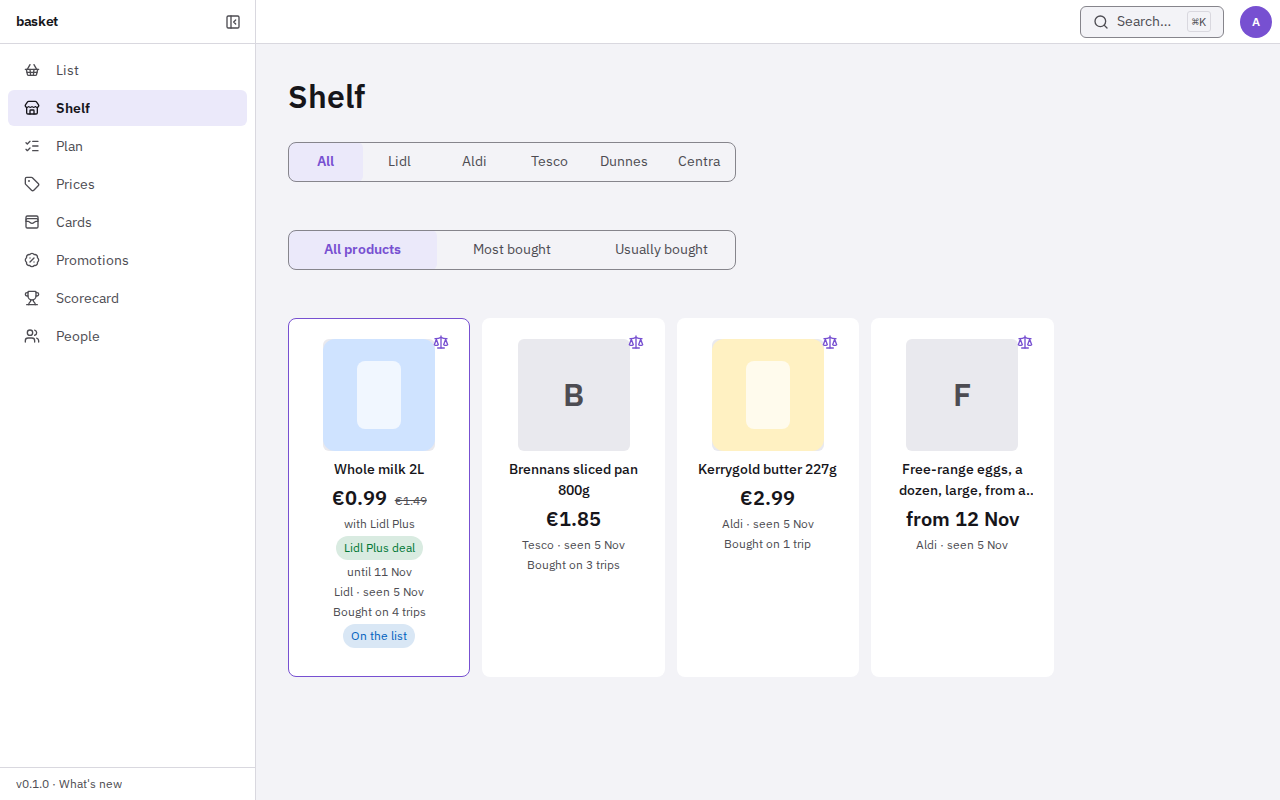 basket
Search...
⌘K
A
List
Shelf
Plan
Prices
Cards
Promotions
Scorecard
People
v0.1.0 · What's new
Shelf
All
Lidl
Aldi
Tesco
Dunnes
Centra
All products
Most bought
Usually bought
Whole milk 2L
€0.99 €1.49
with Lidl Plus
Lidl Plus deal
until 11 Nov
Lidl · seen 5 Nov
Bought on 4 trips
On the list
B
Brennans sliced pan
800g
€1.85
Tesco · seen 5 Nov
Bought on 3 trips
Kerrygold butter 227g
€2.99
Aldi · seen 5 Nov
Bought on 1 trip
F
Free-range eggs, a
dozen, large, from a..
from 12 Nov
Aldi · seen 5 Nov